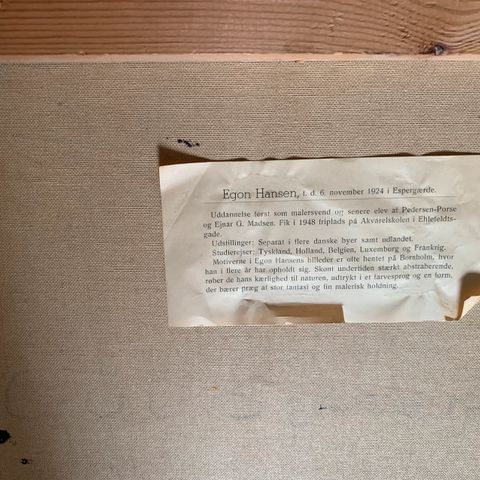 Egon Hansen, f. d. 6. november 1924 i Espergærde.
Uddannelse først som malersvend og senere elev af Pedersen-Porse
og Ejnar G. Madsen. Fik i 1948 friplads på Akvarelskolen i Ehlefeldts-
gade.
Udstillinger: Separat i flere danske byer samt udlandet.
Studierejser: Tyskland, Holland, Belgien, Luxemburg og Frankrig.
Motiverne i Egon Hansens billeder er ofte hentet på Bornholm, hvor
han i flere år har opholdt sig. Skønt undertiden stærkt abstraherende,
røber de hans kærlighed til naturen, udtrykt i et farvesprog og en form,
der bærer præg af stor fantasi og fin malerisk holdning.